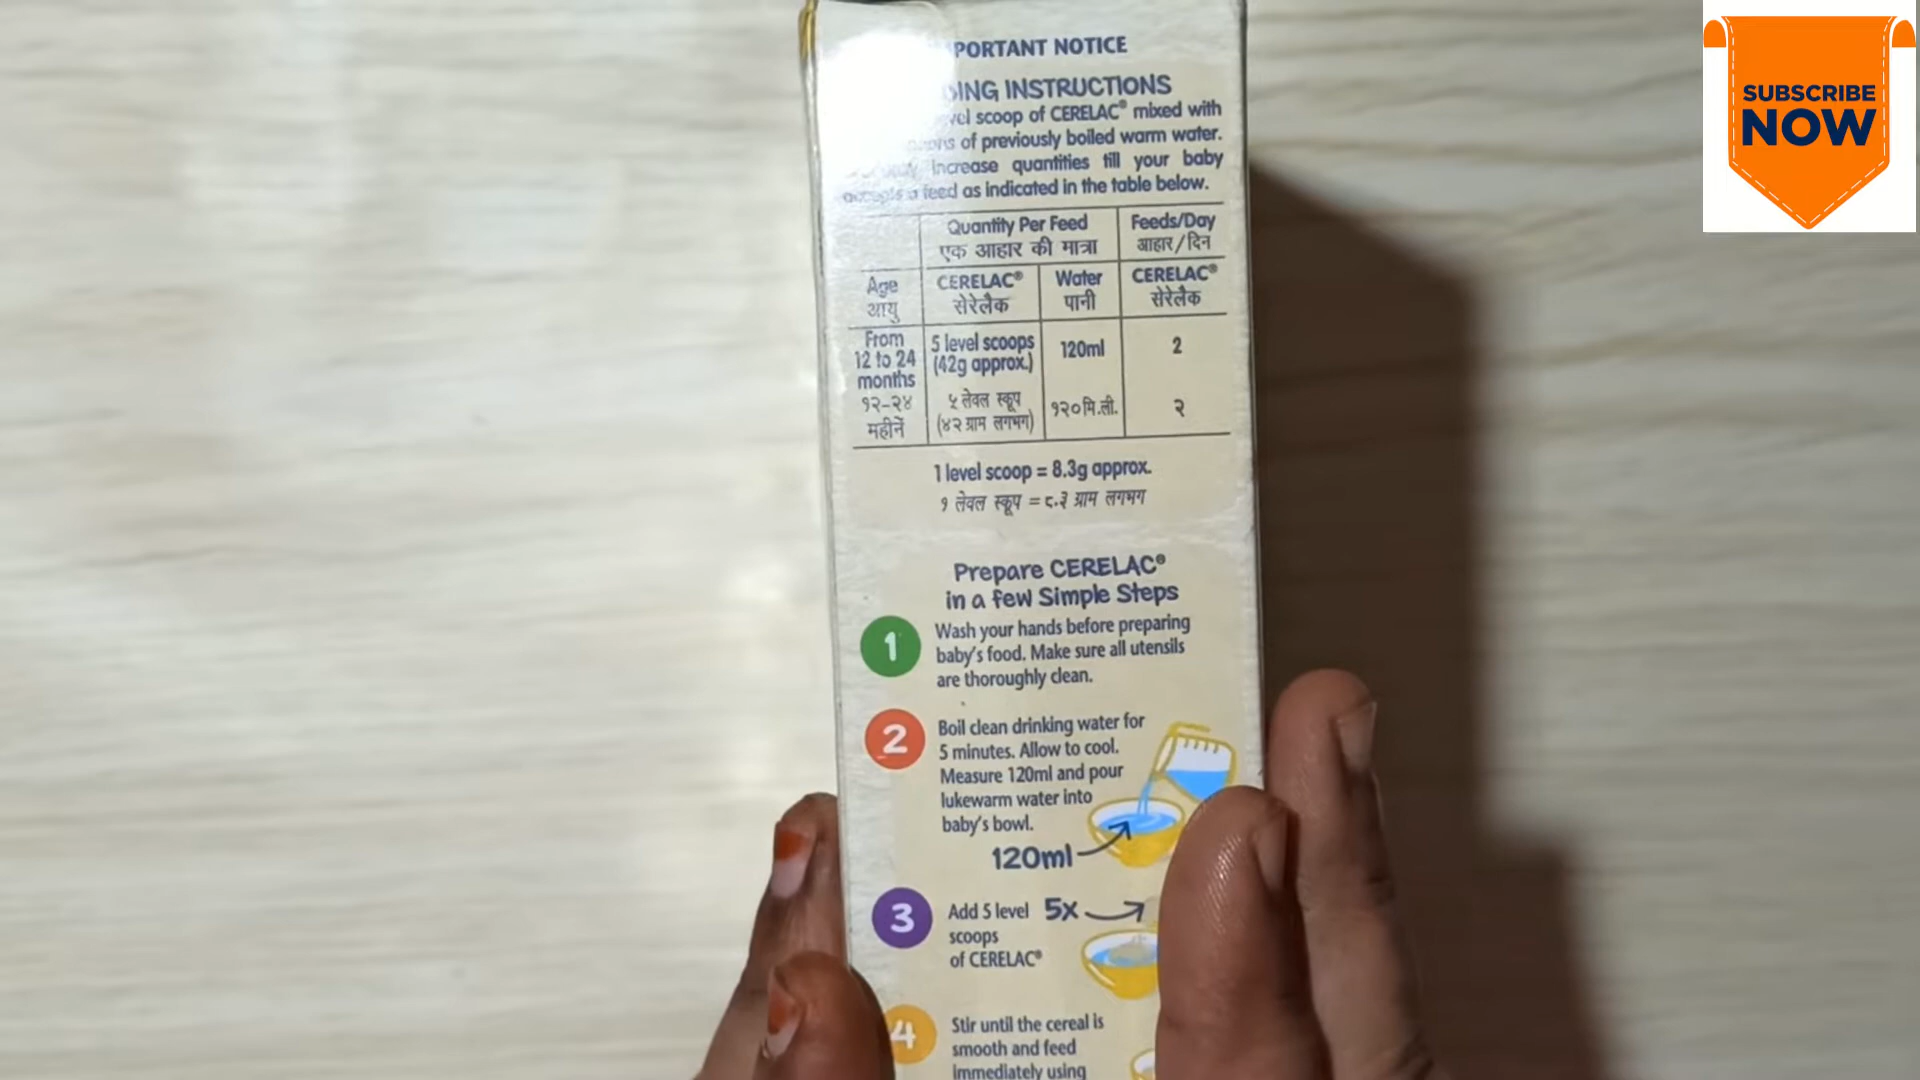 PORTANT NOTICE
ING INSTRUCTIONS
scoop of CERELAC® mixed with
of previously boiled warm water.
increase quantities till your baby
a feed as indicated in the table below.
Quantity Per Feed Feeds/Day
एक आहार की मात्रा आहार/दिन
Age CERELAC® Water CERELAC®
आयु सेरेलैक पानी सेरेलैक
From
12 to 24
months
5 level scoops
(42g approx.)
120ml
2
१२-२४
महीनें
५ लेवल स्कूप
(४२ ग्राम लगभग)
१२० मि.ली.
२
1 level scoop = 8.3g approx.
१ लेवल स्कूप = ८.३ ग्राम लगभग
Prepare CERELAC®
in a few Simple Steps
1
Wash your hands before preparing
baby's food. Make sure all utensils
are thoroughly clean.
2
Boil clean drinking water for
5 minutes. Allow to cool.
Measure 120ml and pour
lukewarm water into
baby's bowl.
120ml
3
Add 5 level 5x
scoops
of CERELAC®
4
Stir until the cereal is
smooth and feed
immediately using
SUBSCRIBE
NOW